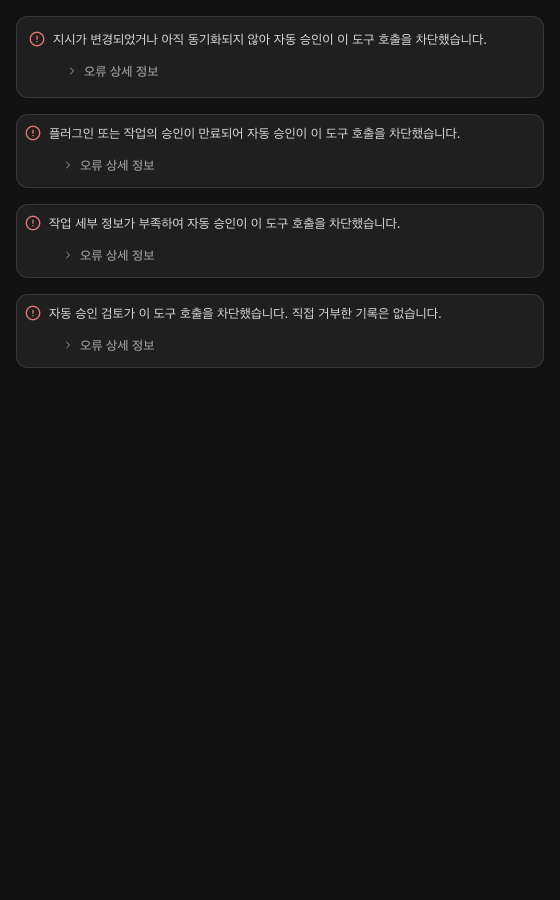 지시가 변경되었거나 아직 동기화되지 않아 자동 승인이 이 도구 호출을 차단했습니다.
오류 상세 정보
플러그인 또는 작업의 승인이 만료되어 자동 승인이 이 도구 호출을 차단했습니다.
오류 상세 정보
작업 세부 정보가 부족하여 자동 승인이 이 도구 호출을 차단했습니다.
오류 상세 정보
자동 승인 검토가 이 도구 호출을 차단했습니다. 직접 거부한 기록은 없습니다.
오류 상세 정보